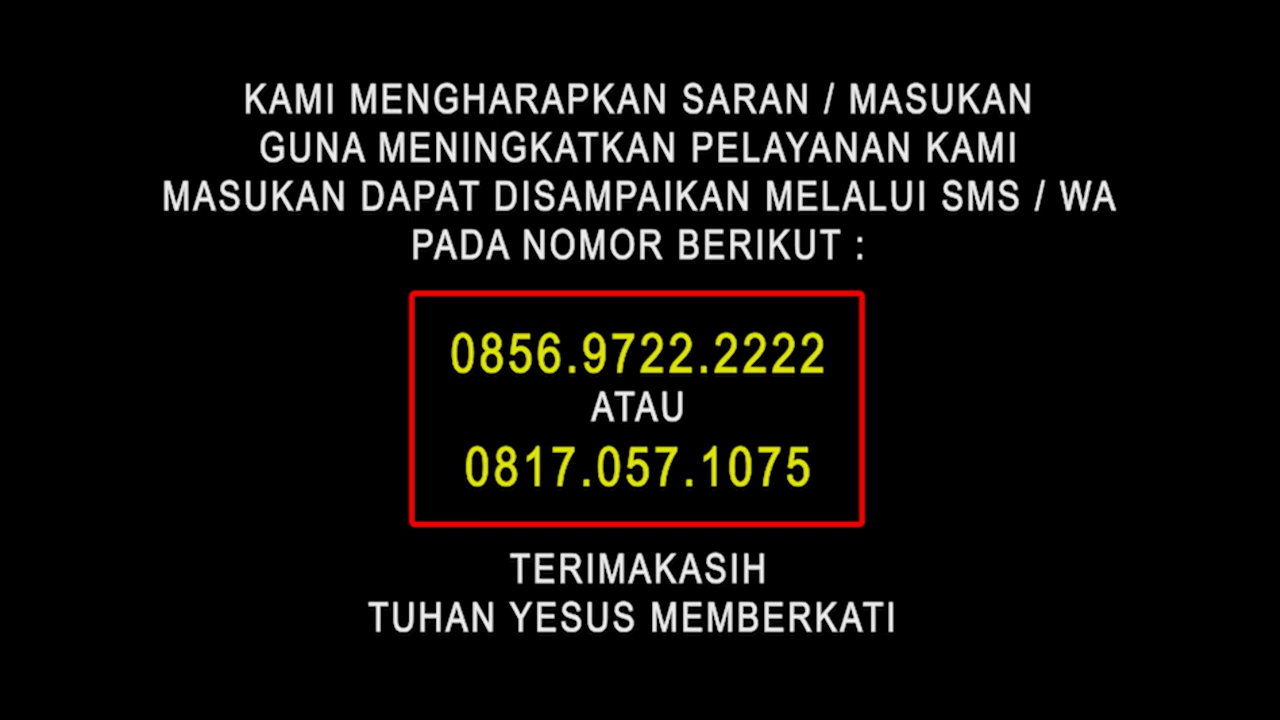 KAMI MENGHARAPKAN SARAN / MASUKAN
GUNA MENINGKATKAN PELAYANAN KAMI
MASUKAN DAPAT DISAMPAIKAN MELALUI SMS / WA
PADA NOMOR BERIKUT :
0856.9722.2222
ATAU
0817.057.1075
TERIMAKASIH
TUHAN YESUS MEMBERKATI